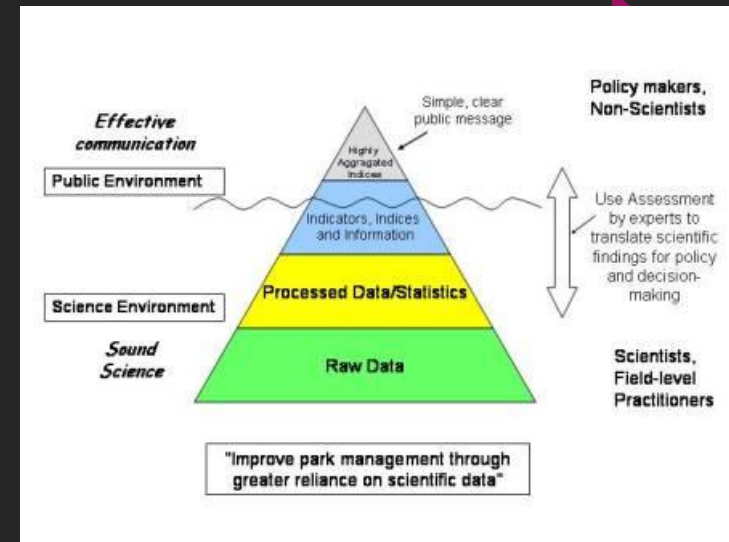 Effective
communication
Public Environment
Science Environment
Sound
Science
Highly
Aggragated
Indices
Indicators, Indices
and Information
Processed Data/Statistics
Raw Data
Simple, clear
public message
Policy makers,
Non-Scientists
Use Assessment
by experts to
translate scientific
findings for policy
and decision-
making
Scientists,
Field-level
Practitioners
"Improve park management through
greater reliance on scientific data"